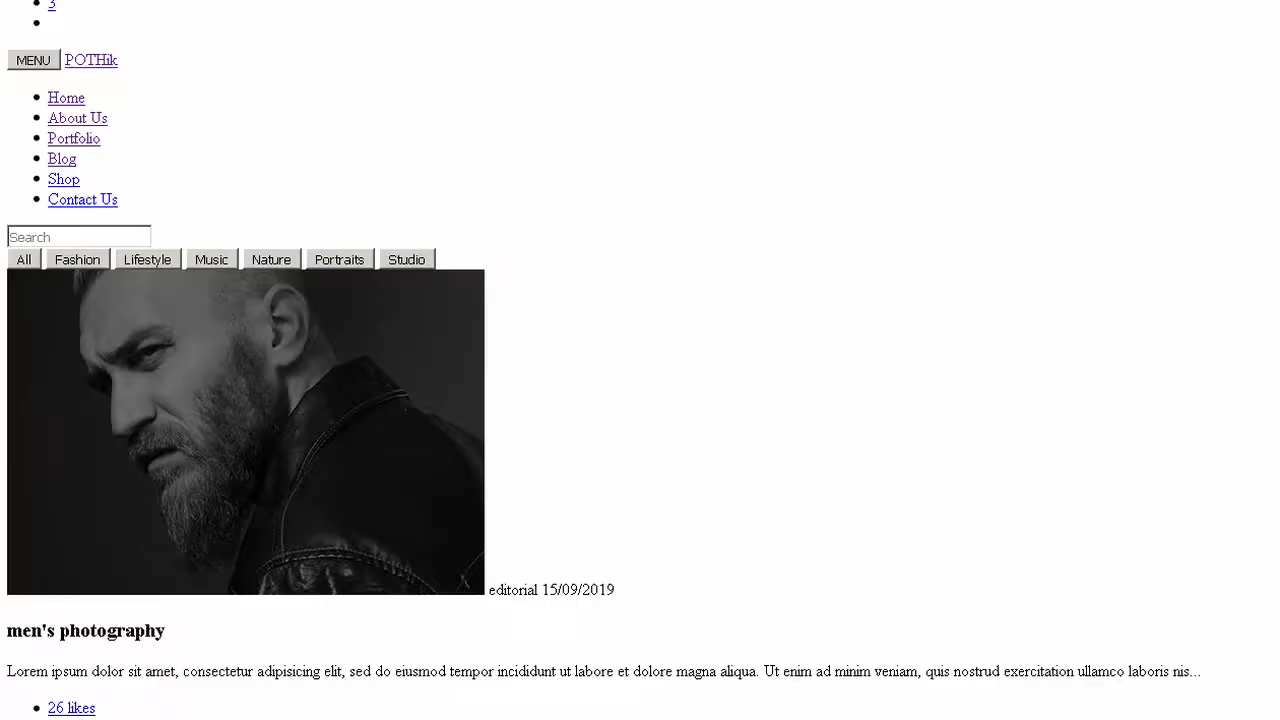 3
MENU POTHik
Home
About Us
Portfolio
Blog
Shop
Contact Us
Search
All Fashion Lifestyle Music Nature Portraits Studio
editorial 15/09/2019
men's photography
Lorem ipsum dolor sit amet, consectetur adipisicing elit, sed do eiusmod tempor incididunt ut labore et dolore magna aliqua. Ut enim ad minim veniam, quis nostrud exercitation ullamco laboris nis...
26 likes